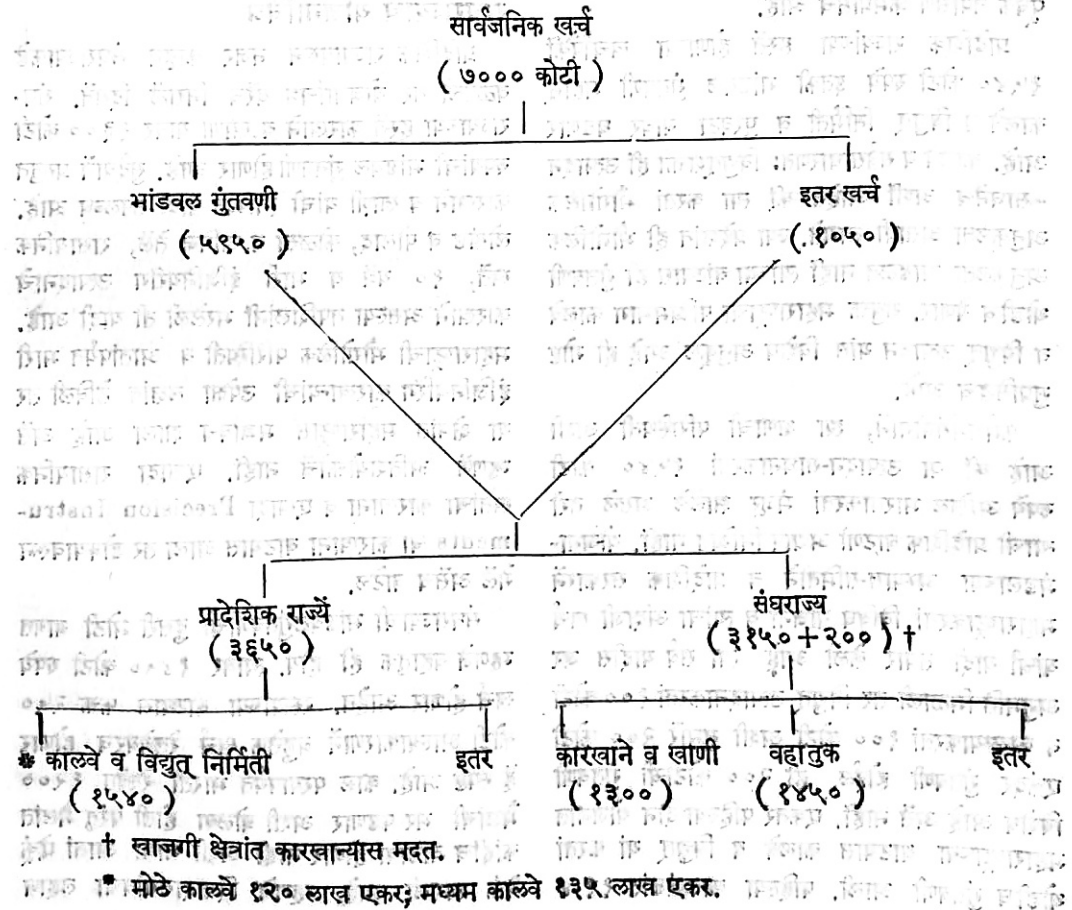 सार्वजनिक खर्च
( ७००० कोटी )
भांडवल गुंतवणी
( ५९५० )
इतर खर्च
( १०५० )
प्रादेशिक राज्यें
( ३६५० )
संघराज्य
( ३१५० + २०० ) †
* कालवे व विद्युत् निर्मिती
( १५४० )
इतर
कारखाने व खाणी
( १३०० )
वहातुक
( १४५० )
इतर
† खाजगी क्षेत्रांत कारखान्यास मदत.
* मोठे कालवे १२० लाख एकर; मध्यम कालवे १३५ लाख एकर.